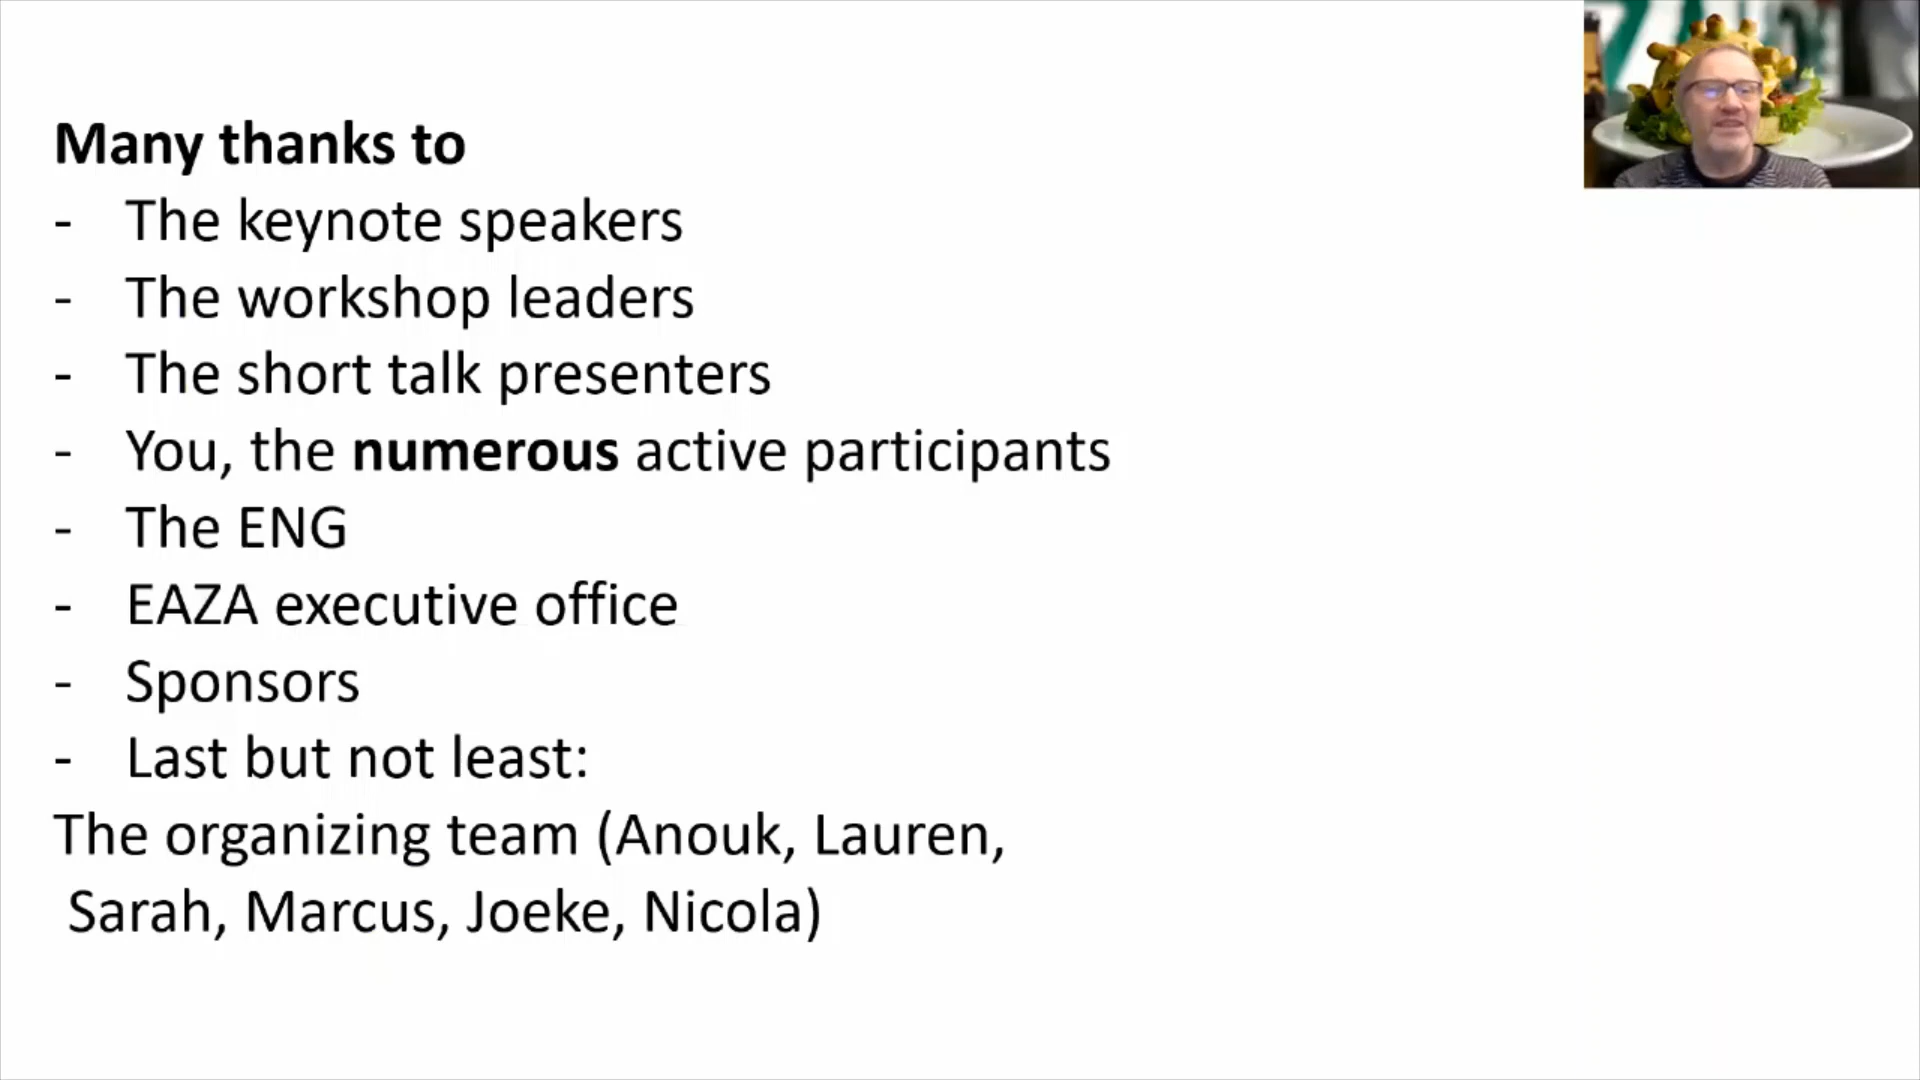 Many thanks to
- The keynote speakers
- The workshop leaders
- The short talk presenters
- You, the numerous active participants
- The ENG
- EAZA executive office
- Sponsors
- Last but not least:
The organizing team (Anouk, Lauren,
Sarah, Marcus, Joeke, Nicola)